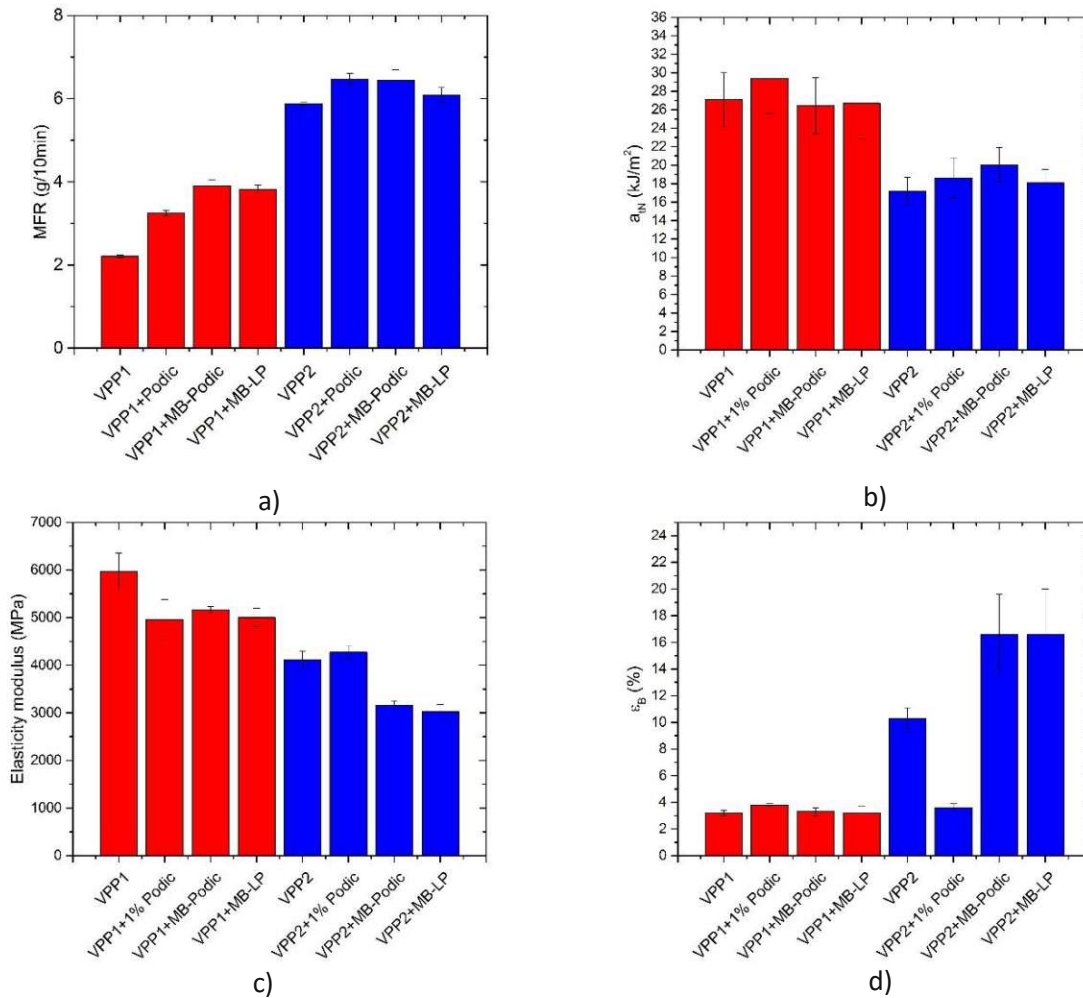 8
6
4
2
0
MFR (g/10min)
VPP1
VPP1+Podic
VPP1+MB-Podic
VPP1+MB-LP
VPP2
VPP2+Podic
VPP2+MB-Podic
VPP2+MB-LP
a)
36
34
32
30
28
26
24
22
20
18
16
14
12
10
8
6
4
2
0
a_tN (kJ/m²)
VPP1
VPP1+1% Podic
VPP1+MB-Podic
VPP1+MB-LP
VPP2
VPP2+1% Podic
VPP2+MB-Podic
VPP2+MB-LP
b)
7000
6000
5000
4000
3000
2000
1000
0
Elasticity modulus (MPa)
VPP1
VPP1+1% Podic
VPP1+MB-Podic
VPP1+MB-LP
VPP2
VPP2+1% Podic
VPP2+MB-Podic
VPP2+MB-LP
c)
24
22
20
18
16
14
12
10
8
6
4
2
0
ε_B (%)
VPP1
VPP1+1% Podic
VPP1+MB-Podic
VPP1+MB-LP
VPP2
VPP2+1% Podic
VPP2+MB-Podic
VPP2+MB-LP
d)